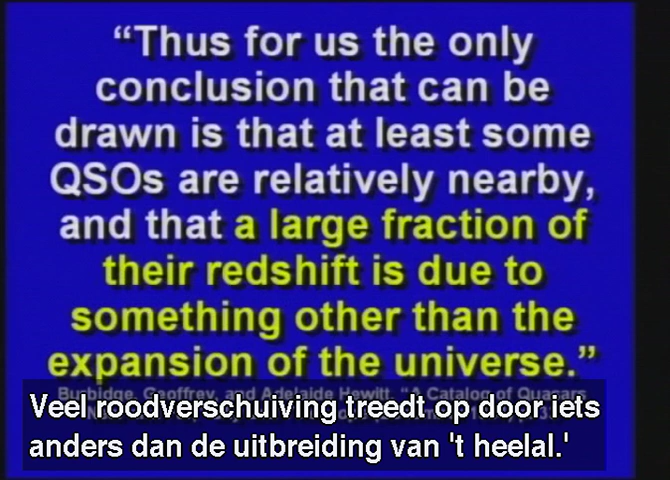 “Thus for us the only
conclusion that can be
drawn is that at least some
QSOs are relatively nearby,
and that a large fraction of
their redshift is due to
something other than the
expansion of the universe.”
Burbidge, Geoffrey, and Adelaide Hewitt, “A Catalog of Quasars
Veel roodverschuiving treedt op door iets
anders dan de uitbreiding van 't heelal.'